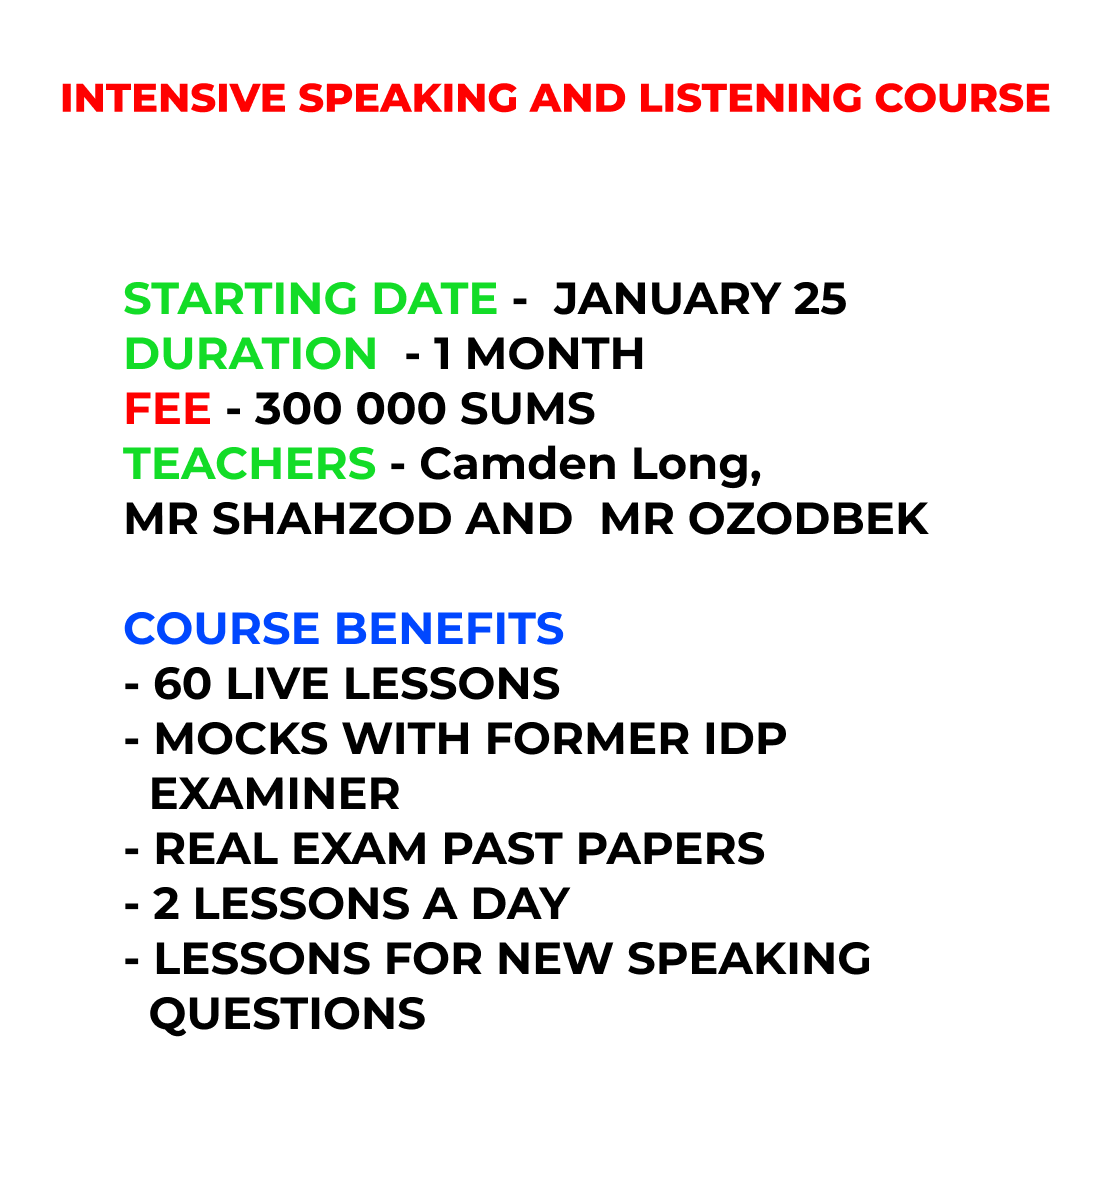 INTENSIVE SPEAKING AND LISTENING COURSE
STARTING DATE - JANUARY 25
DURATION - 1 MONTH
FEE - 300 000 SUMS
TEACHERS - Camden Long,
MR SHAHZOD AND MR OZODBEK
COURSE BENEFITS
- 60 LIVE LESSONS
- MOCKS WITH FORMER IDP
EXAMINER
- REAL EXAM PAST PAPERS
- 2 LESSONS A DAY
- LESSONS FOR NEW SPEAKING
QUESTIONS